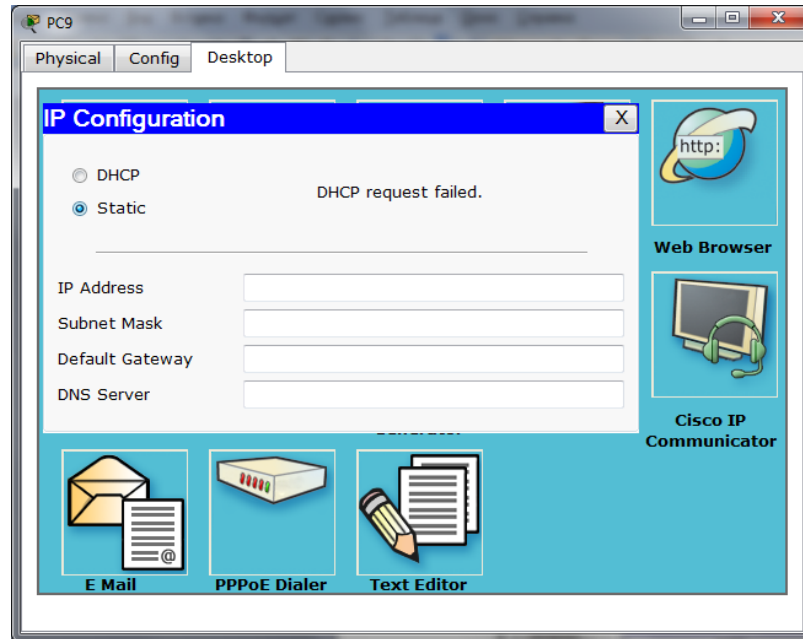 PC9
Physical Config Desktop
IP Configuration X
http:
DHCP
DHCP request failed.
Static
Web Browser
IP Address
Subnet Mask
Default Gateway
DNS Server
Cisco IP
Communicator
@
E Mail PPPoE Dialer Text Editor